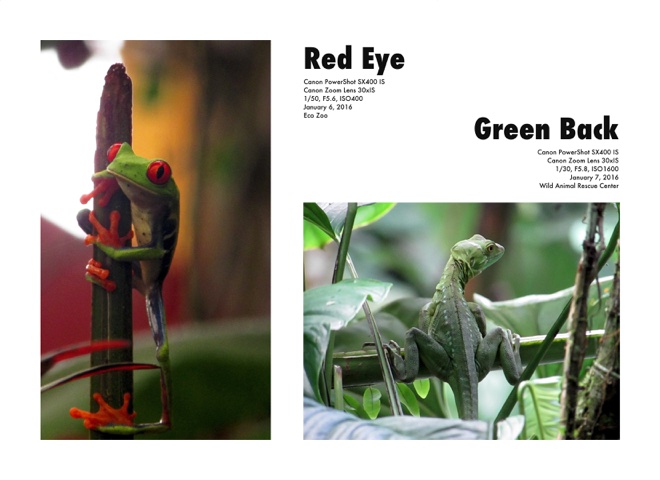 Red Eye
Canon PowerShot SX400 IS
Canon Zoom Lens 30xIS
1/50, F5.6, ISO400
January 6, 2016
Eco Zoo
Green Back
Canon PowerShot SX400 IS
Canon Zoom Lens 30xIS
1/30, F5.8, ISO1600
January 7, 2016
Wild Animal Rescue Center